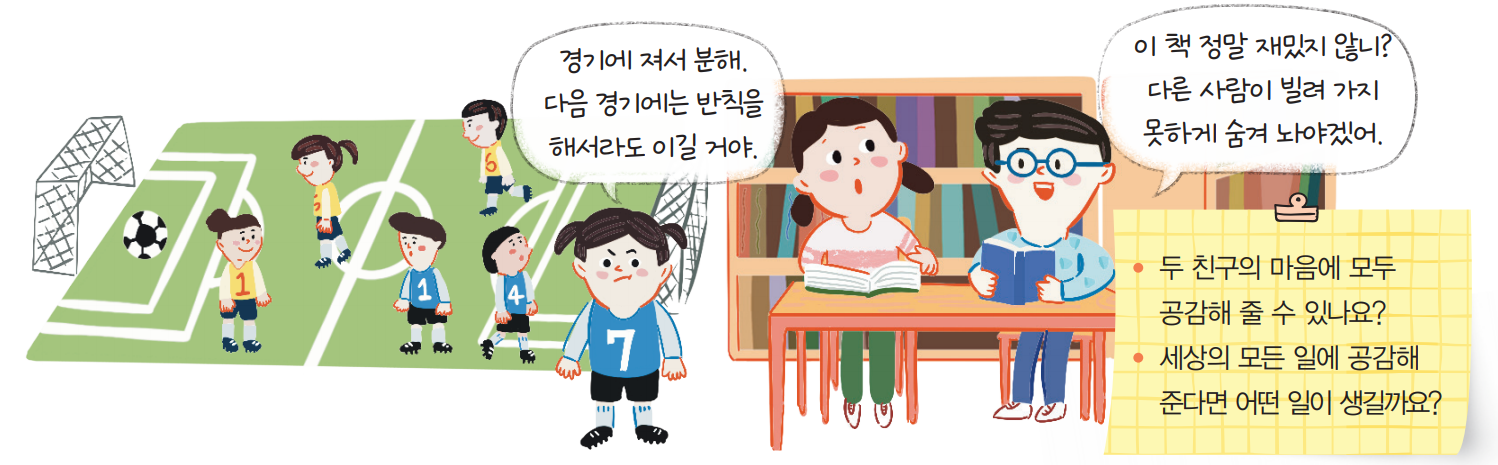 경기에 져서 분해.
다음 경기에는 반칙을
해서라도 이길 거야.
이 책 정말 재밌지 않니?
다른 사람이 빌려 가지
못하게 숨겨 놔야겠어.
1
6
1
4
7
• 두 친구의 마음에 모두
공감해 줄 수 있나요?
• 세상의 모든 일에 공감해
준다면 어떤 일이 생길까요?